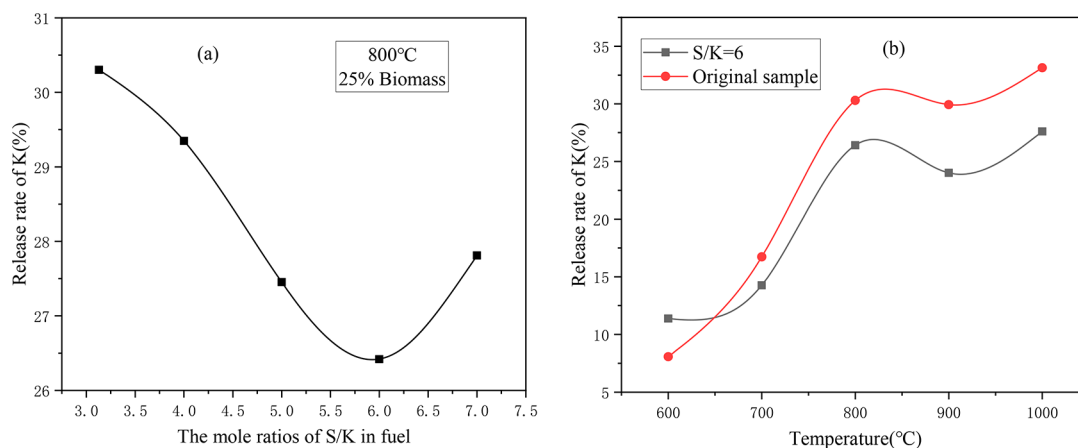 (a)
800℃
25% Biomass
Release rate of K(%)
31
30
29
28
27
26
3.0 3.5 4.0 4.5 5.0 5.5 6.0 6.5 7.0 7.5
The mole ratios of S/K in fuel
(b)
S/K=6
Original sample
Release rate of K(%)
35
30
25
20
15
10
5
600 700 800 900 1000
Temperature(℃)